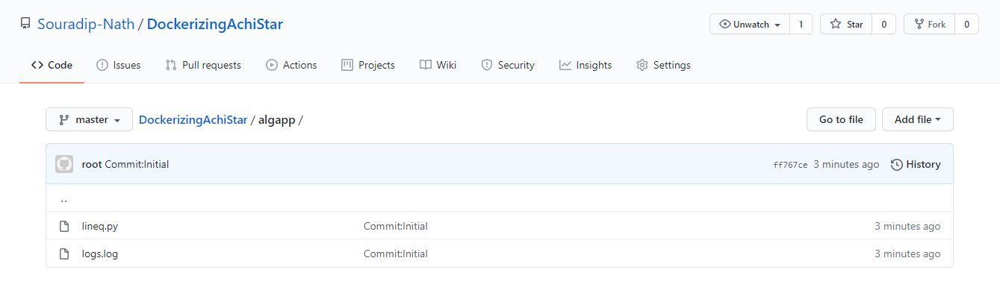 Souradip-Nath / DockerizingAchiStar
Unwatch 1 Star 0 Fork 0
Code Issues Pull requests Actions Projects Wiki Security Insights Settings
master DockerizingAchiStar / algapp / Go to file Add file
root Commit:Initial ff767ce 3 minutes ago History
..
lineq.py Commit:Initial 3 minutes ago
logs.log Commit:Initial 3 minutes ago